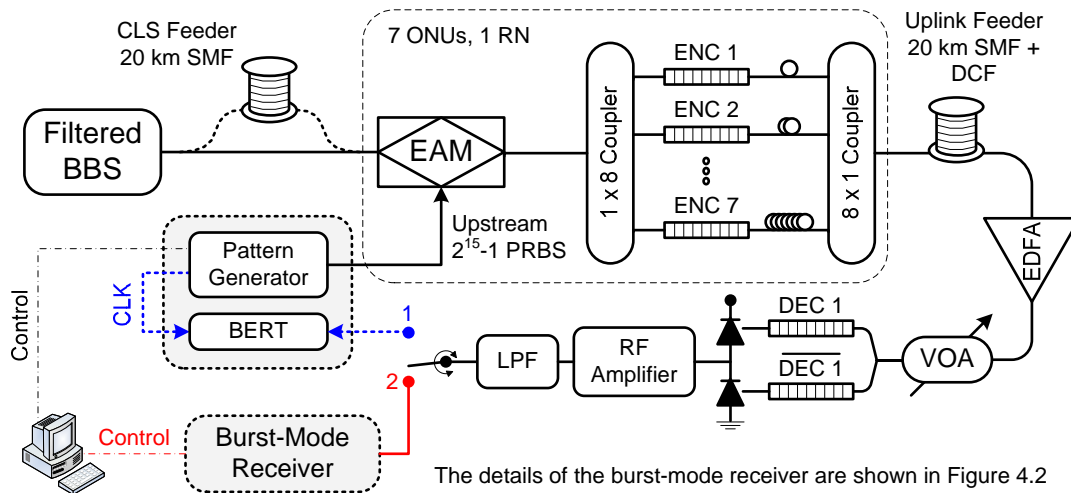 CLS Feeder
20 km SMF
7 ONUs, 1 RN
Uplink Feeder
20 km SMF +
DCF
Filtered
BBS
EAM
1 x 8 Coupler
ENC 1
ENC 2
ENC 7
8 x 1 Coupler
Upstream
2¹⁵-1 PRBS
EDFA
Pattern
Generator
CLK
BERT
Control
1
2
LPF
RF
Amplifier
DEC 1
D̅E̅C̅ ̅1̅
VOA
Control
Burst-Mode
Receiver
The details of the burst-mode receiver are shown in Figure 4.2